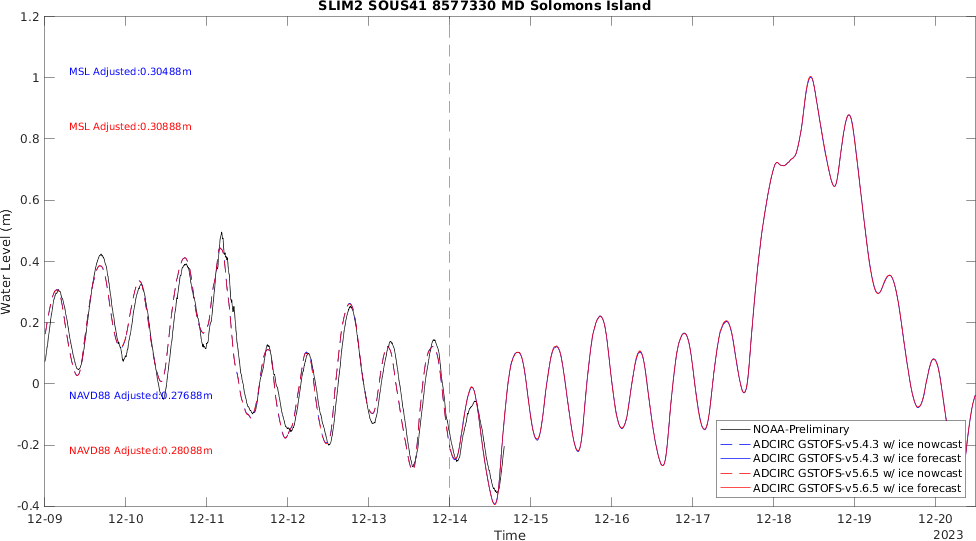 SLIM2 SOUS41 8577330 MD Solomons Island
1.2
1
0.8
0.6
0.4
0.2
0
-0.2
-0.4
Water Level (m)
MSL Adjusted:0.30488m
MSL Adjusted:0.30888m
NAVD88 Adjusted:0.27688m
NAVD88 Adjusted:0.28088m
NOAA-Preliminary
ADCIRC GSTOFS-v5.4.3 w/ ice nowcast
ADCIRC GSTOFS-v5.4.3 w/ ice forecast
ADCIRC GSTOFS-v5.6.5 w/ ice nowcast
ADCIRC GSTOFS-v5.6.5 w/ ice forecast
12-09 12-10 12-11 12-12 12-13 12-14 12-15 12-16 12-17 12-18 12-19 12-20
Time 2023